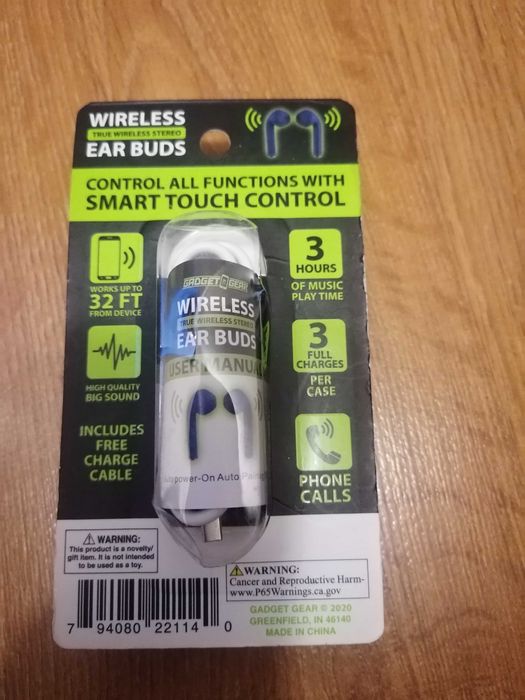 WIRELESS
TRUE WIRELESS STEREO
EAR BUDS
CONTROL ALL FUNCTIONS WITH
SMART TOUCH CONTROL
WORKS UP TO
32 FT
FROM DEVICE
HIGH QUALITY
BIG SOUND
INCLUDES
FREE
CHARGE
CABLE
GADGET GEAR
WIRELESS
TRUE WIRELESS STEREO
EAR BUDS
USER MANUAL
power-On Auto
3
HOURS
OF MUSIC
PLAY TIME
3
FULL
CHARGES
PER
CASE
PHONE
CALLS
WARNING:
This product is a novelty/
gift item. It is not intended
to be used as a toy.
WARNING:
Cancer and Reproductive Harm-
www.P65Warnings.ca.gov
GADGET GEAR © 2020
GREENFIELD, IN 46140
MADE IN CHINA
7 94080 22114 0